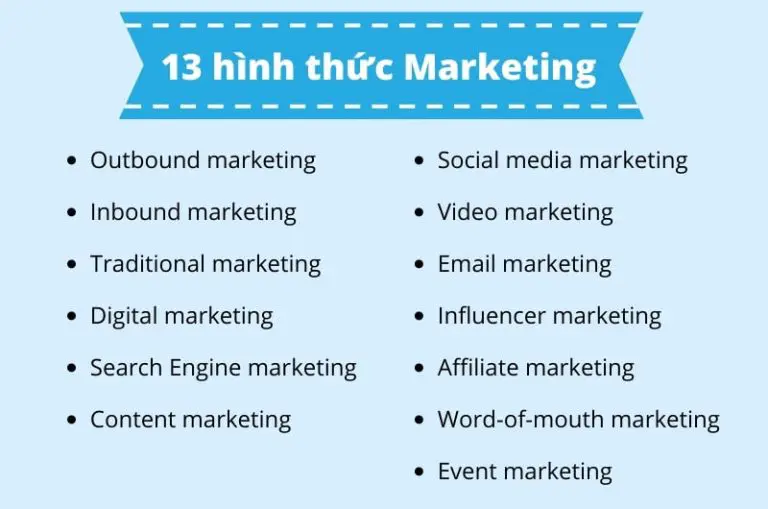 13 hình thức Marketing
• Outbound marketing
• Inbound marketing
• Traditional marketing
• Digital marketing
• Search Engine marketing
• Content marketing
• Social media marketing
• Video marketing
• Email marketing
• Influencer marketing
• Affiliate marketing
• Word-of-mouth marketing
• Event marketing